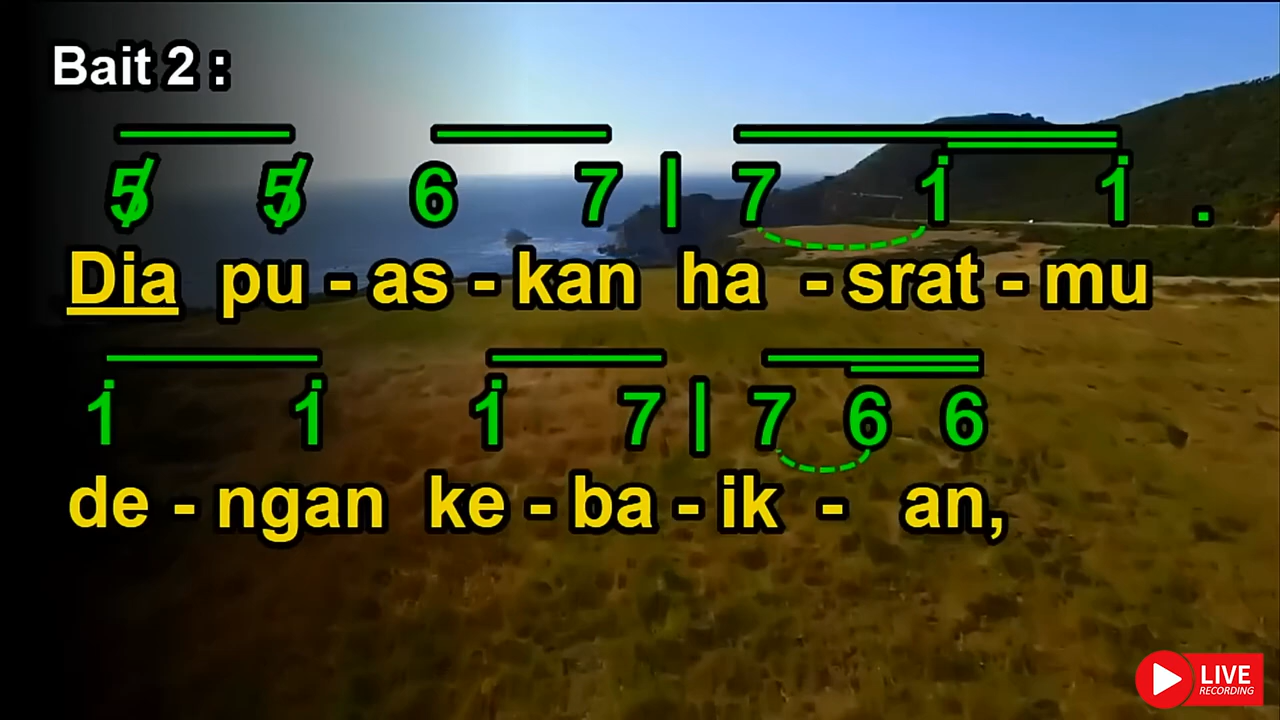 Bait 2 :
5̸ 5̸ 6 7 | 7 1̇ 1̇ .
Dia pu - as - kan ha - srat - mu
1̇ 1̇ 1̇ 7 | 7 6 6
de - ngan ke - ba - ik - an,
LIVE
RECORDING